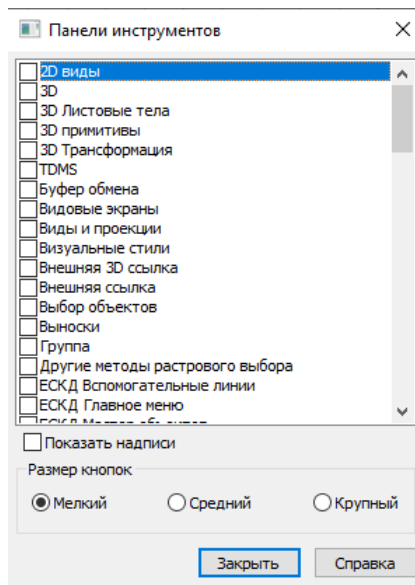 Панели инструментов
2D виды
3D
3D Листовые тела
3D примитивы
3D Трансформация
TDMS
Буфер обмена
Видовые экраны
Виды и проекции
Визуальные стили
Внешняя 3D ссылка
Внешняя ссылка
Выбор объектов
Выноски
Группа
Другие методы растрового выбора
ЕСКД Вспомогательные линии
ЕСКД Главное меню
Показать надписи
Размер кнопок
Мелкий Средний Крупный
Закрыть Справка